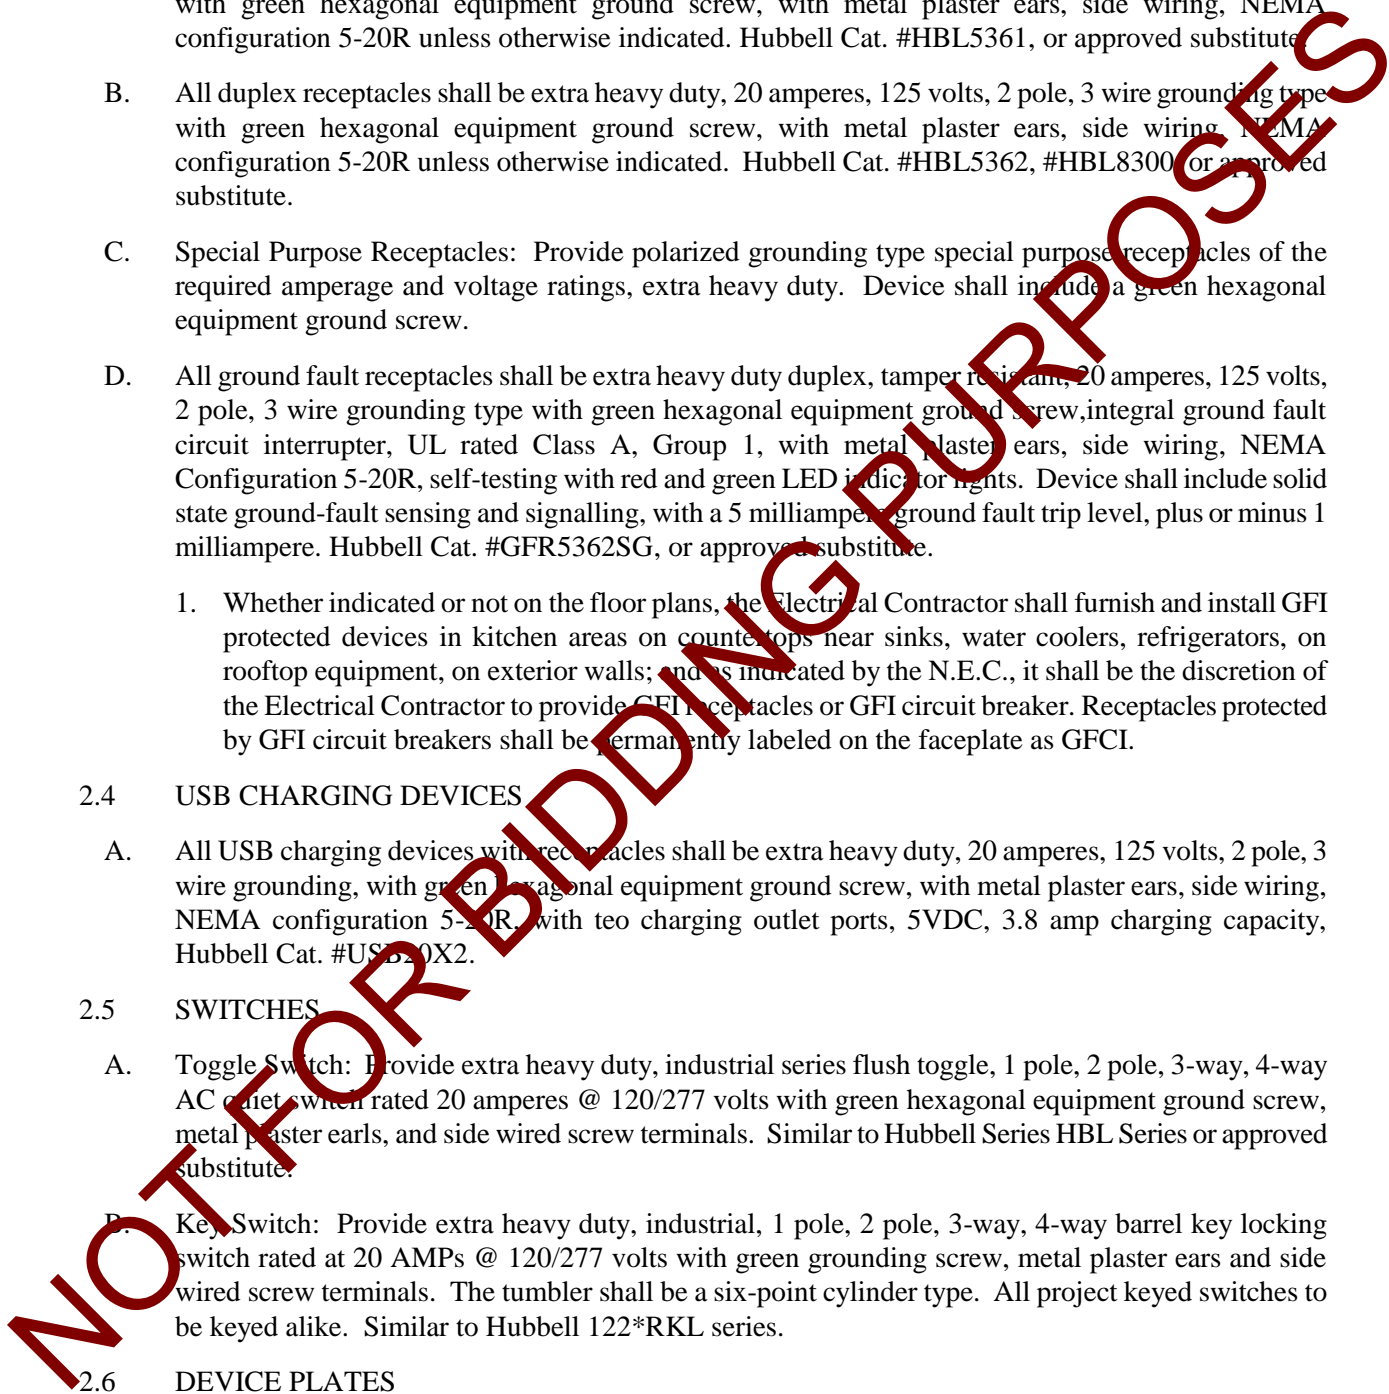 with green hexagonal equipment ground screw, with metal plaster ears, side wiring, NEMA
configuration 5-20R unless otherwise indicated. Hubbell Cat. #HBL5361, or approved substitute.
B. All duplex receptacles shall be extra heavy duty, 20 amperes, 125 volts, 2 pole, 3 wire grounding type
with green hexagonal equipment ground screw, with metal plaster ears, side wiring, NEMA
configuration 5-20R unless otherwise indicated. Hubbell Cat. #HBL5362, #HBL8300, or approved
substitute.
C. Special Purpose Receptacles: Provide polarized grounding type special purpose receptacles of the
required amperage and voltage ratings, extra heavy duty. Device shall include a green hexagonal
equipment ground screw.
D. All ground fault receptacles shall be extra heavy duty duplex, tamper resistant, 20 amperes, 125 volts,
2 pole, 3 wire grounding type with green hexagonal equipment ground screw,integral ground fault
circuit interrupter, UL rated Class A, Group 1, with metal plaster ears, side wiring, NEMA
Configuration 5-20R, self-testing with red and green LED indicator lights. Device shall include solid
state ground-fault sensing and signalling, with a 5 milliampere ground fault trip level, plus or minus 1
milliampere. Hubbell Cat. #GFR5362SG, or approved substitute.
1. Whether indicated or not on the floor plans, the Electrical Contractor shall furnish and install GFI
protected devices in kitchen areas on countertops near sinks, water coolers, refrigerators, on
rooftop equipment, on exterior walls; and as indicated by the N.E.C., it shall be the discretion of
the Electrical Contractor to provide GFI receptacles or GFI circuit breaker. Receptacles protected
by GFI circuit breakers shall be permanently labeled on the faceplate as GFCI.
2.4 USB CHARGING DEVICES
A. All USB charging devices with receptacles shall be extra heavy duty, 20 amperes, 125 volts, 2 pole, 3
wire grounding, with green hexagonal equipment ground screw, with metal plaster ears, side wiring,
NEMA configuration 5-20R, with teo charging outlet ports, 5VDC, 3.8 amp charging capacity,
Hubbell Cat. #USB20X2.
2.5 SWITCHES
A. Toggle Switch: Provide extra heavy duty, industrial series flush toggle, 1 pole, 2 pole, 3-way, 4-way
AC quiet switch rated 20 amperes @ 120/277 volts with green hexagonal equipment ground screw,
metal plaster earls, and side wired screw terminals. Similar to Hubbell Series HBL Series or approved
substitute.
B. Key Switch: Provide extra heavy duty, industrial, 1 pole, 2 pole, 3-way, 4-way barrel key locking
switch rated at 20 AMPs @ 120/277 volts with green grounding screw, metal plaster ears and side
wired screw terminals. The tumbler shall be a six-point cylinder type. All project keyed switches to
be keyed alike. Similar to Hubbell 122*RKL series.
2.6 DEVICE PLATES
NOT FOR BIDDING PURPOSES